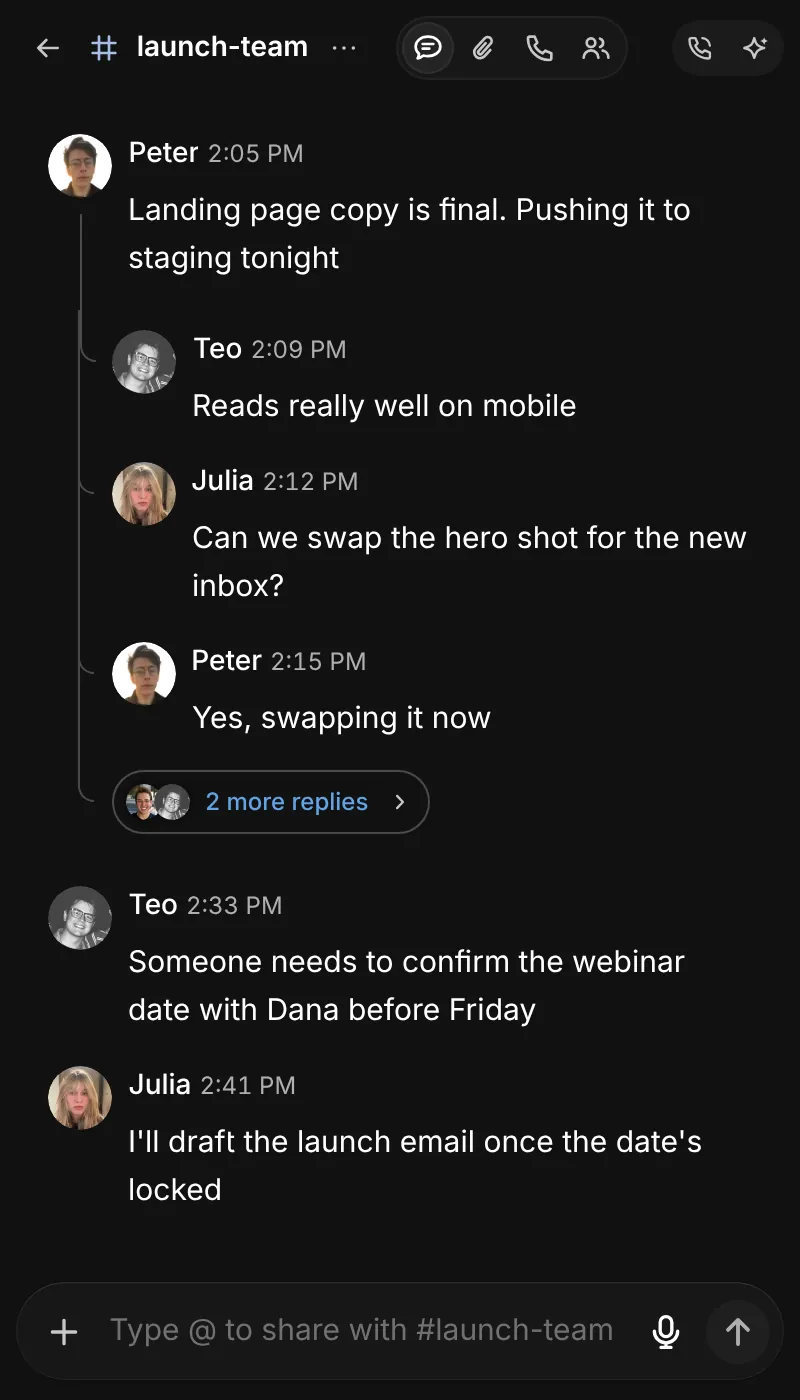 launch-team
Peter 2:05 PM
Landing page copy is final. Pushing it to
staging tonight
Teo 2:09 PM
Reads really well on mobile
Julia 2:12 PM
Can we swap the hero shot for the new
inbox?
Peter 2:15 PM
Yes, swapping it now
2 more replies
Teo 2:33 PM
Someone needs to confirm the webinar
date with Dana before Friday
Julia 2:41 PM
I'll draft the launch email once the date's
locked
Type @ to share with #launch-team